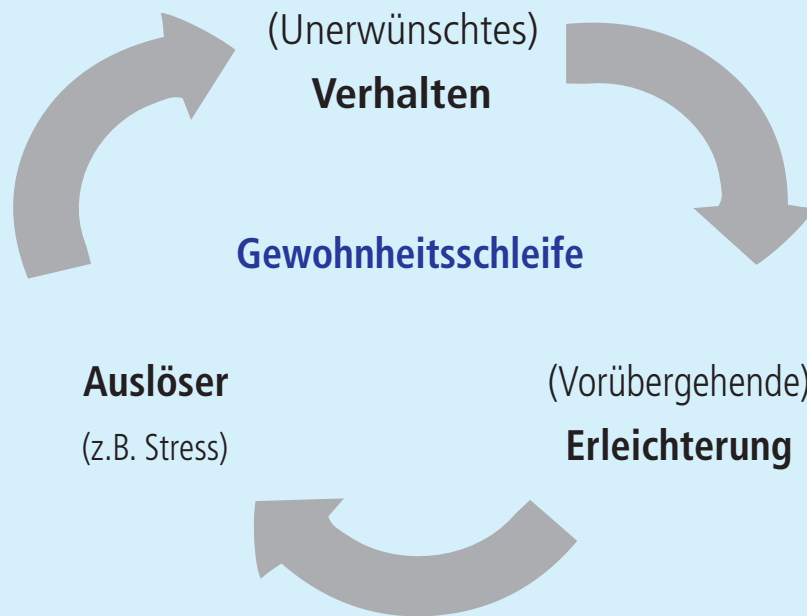 (Unerwünschtes)
Verhalten
Gewohnheitsschleife
Auslöser
(z.B. Stress)
(Vorübergehende)
Erleichterung